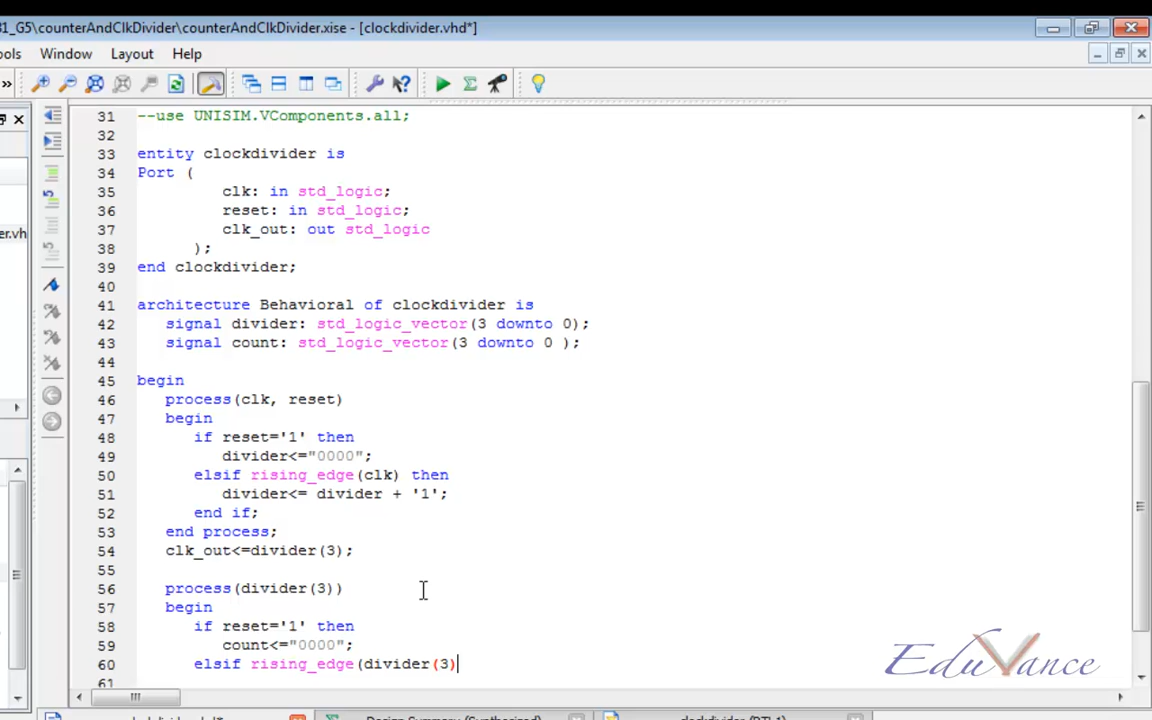 31_G5\counterAndClkDivider\counterAndClkDivider.xise - [clockdivider.vhd*]
ols Window Layout Help
»
31 --use UNISIM.VComponents.all;
32
33 entity clockdivider is
34 Port (
35 clk: in std_logic;
36 reset: in std_logic;
37 clk_out: out std_logic
38 );
39 end clockdivider;
40
41 architecture Behavioral of clockdivider is
42 signal divider: std_logic_vector(3 downto 0);
43 signal count: std_logic_vector(3 downto 0 );
44
45 begin
46 process(clk, reset)
47 begin
48 if reset='1' then
49 divider<="0000";
50 elsif rising_edge(clk) then
51 divider<= divider + '1';
52 end if;
53 end process;
54 clk_out<=divider(3);
55
56 process(divider(3))
57 begin
58 if reset='1' then
59 count<="0000";
60 elsif rising_edge(divider(3)
61
er.vh
EduVance
Design Summary (Synthesized)
clockdivider (RTL1)